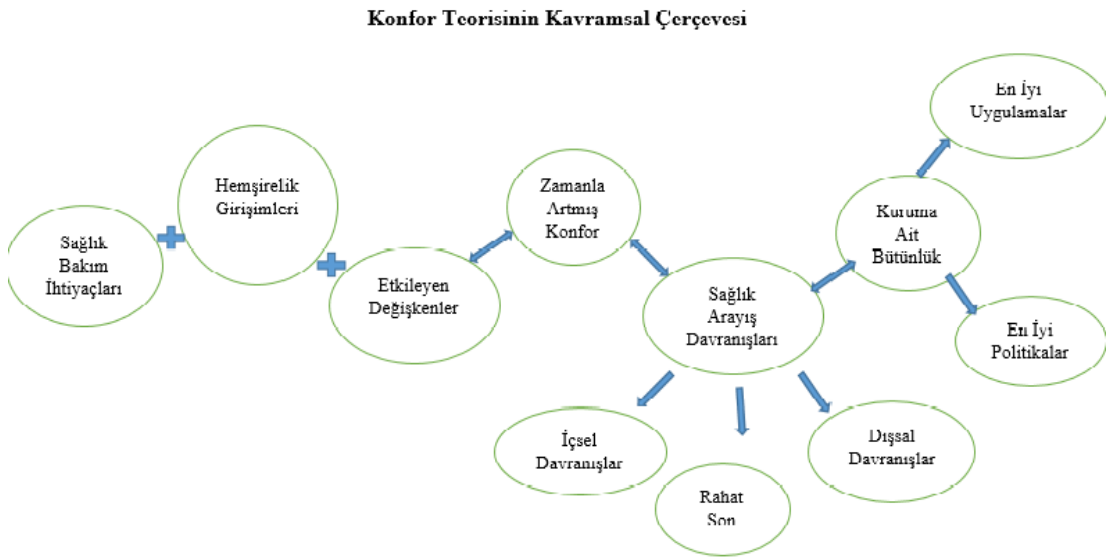 Konfor Teorisinin Kavramsal Çerçevesi
Sağlık
Bakım
İhtiyaçları
Hemşirelik
Girişimleri
Etkileyen
Değişkenler
Zamanla
Artmış
Konfor
Sağlık
Arayış
Davranışları
Kuruma
Ait
Bütünlük
En İyi
Uygulamalar
En İyi
Politikalar
İçsel
Davranışlar
Rahat
Son
Dışsal
Davranışlar